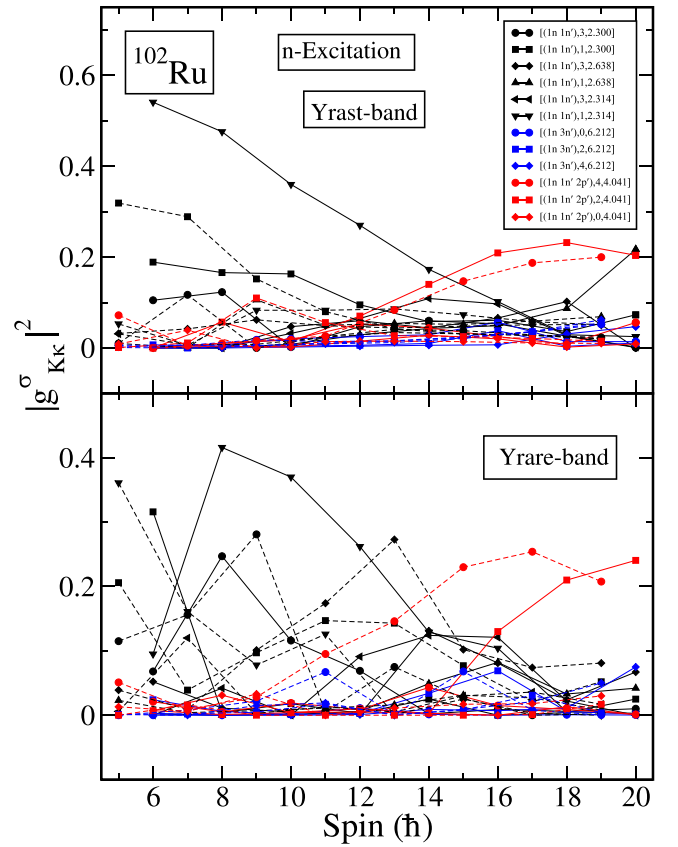 102Ru
n-Excitation
Yrast-band
[(1n 1n′),3,2.300]
[(1n 1n′),1,2.300]
[(1n 1n′),3,2.638]
[(1n 1n′),1,2.638]
[(1n 1n′),3,2.314]
[(1n 1n′),1,2.314]
[(1n 3n′),0,6.212]
[(1n 3n′),2,6.212]
[(1n 3n′),4,6.212]
[(1n 1n′ 2p′),4,4.041]
[(1n 1n′ 2p′),2,4.041]
[(1n 1n′ 2p′),0,4.041]
0.6
0.4
0.2
0
|g^σ_Kκ|^2
Yrare-band
0.4
0.2
0
6 8 10 12 14 16 18 20
Spin (ħ)